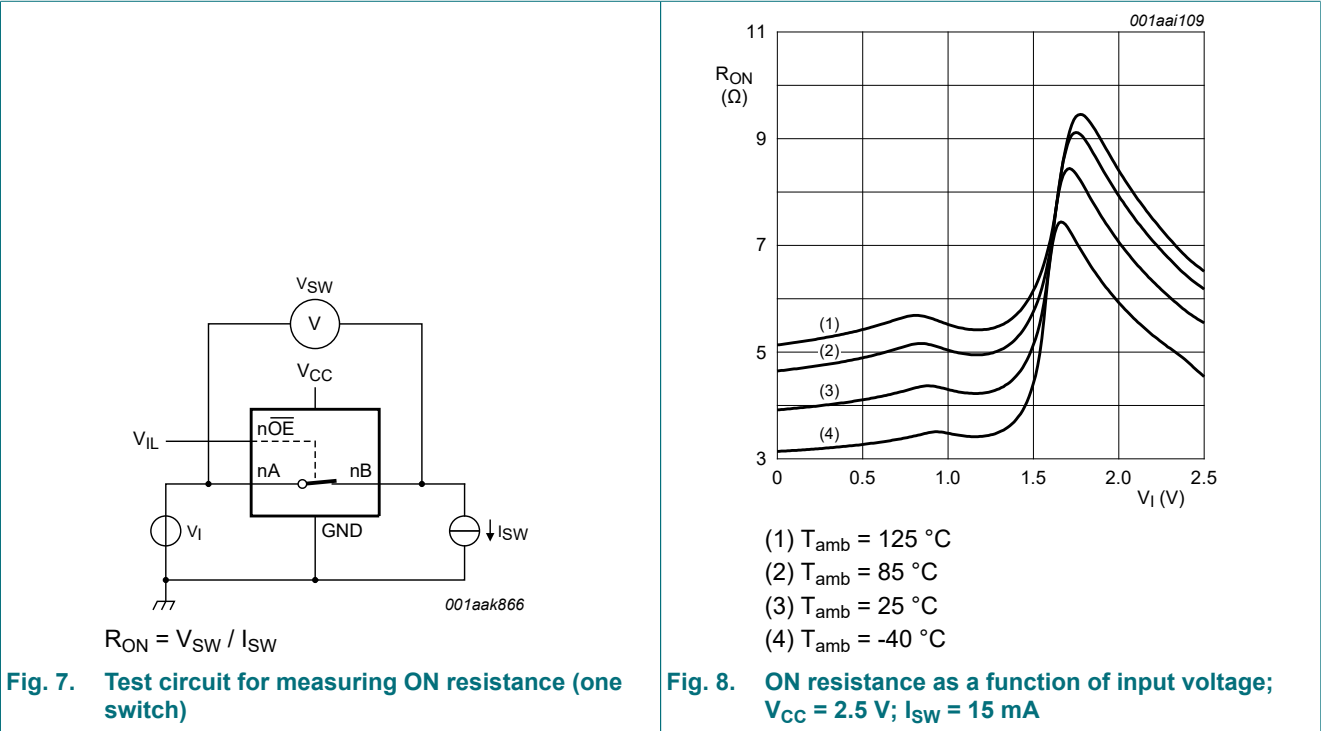 V_SW
V
V_CC
nOE
V_IL
nA nB
V_I
GND
I_SW
001aak866
R_ON = V_SW / I_SW
Fig. 7. Test circuit for measuring ON resistance (one
switch)
001aai109
11
R_ON
(Ω)
9
7
5
3
(1)
(2)
(3)
(4)
0 0.5 1.0 1.5 2.0 2.5
V_I (V)
(1) T_amb = 125 °C
(2) T_amb = 85 °C
(3) T_amb = 25 °C
(4) T_amb = -40 °C
Fig. 8. ON resistance as a function of input voltage;
V_CC = 2.5 V; I_SW = 15 mA